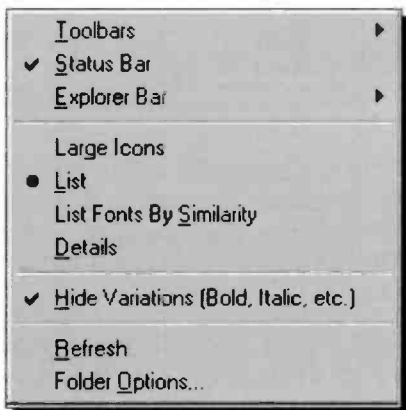 Toolbars
Status Bar
Explorer Bar
Large Icons
List
List Fonts By Similarity
Details
Hide Variations (Bold, Italic, etc.)
Refresh
Folder Options...